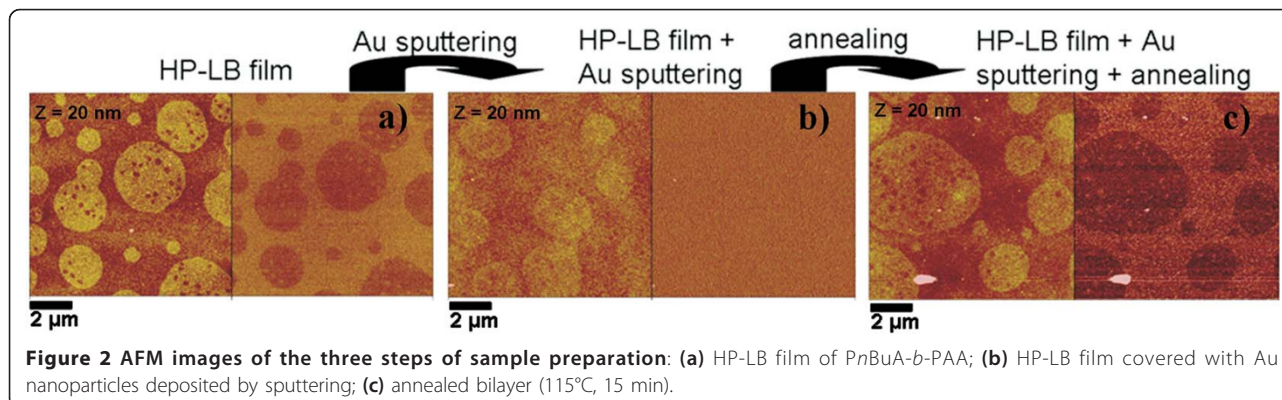 HP-LB film
Au sputtering
HP-LB film +
Au sputtering
annealing
HP-LB film + Au
sputtering + annealing
Z = 20 nm
a)
Z = 20 nm
b)
Z = 20 nm
c)
2 µm
2 µm
2 µm
Figure 2 AFM images of the three steps of sample preparation: (a) HP-LB film of PnBuA-b-PAA; (b) HP-LB film covered with Au
nanoparticles deposited by sputtering; (c) annealed bilayer (115°C, 15 min).